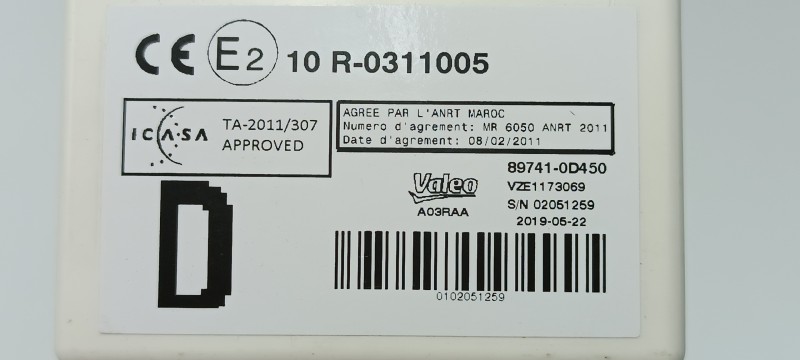 CE E2 10 R-0311005
ICASA TA-2011/307
APPROVED
AGREE PAR L'ANRT MAROC
Numero d'agrement: MR 6050 ANRT 2011
Date d'agrement: 08/02/2011
D
Valeo
A03RAA
89741-0D450
VZE1173069
S/N 02051259
2019-05-22
0102051259